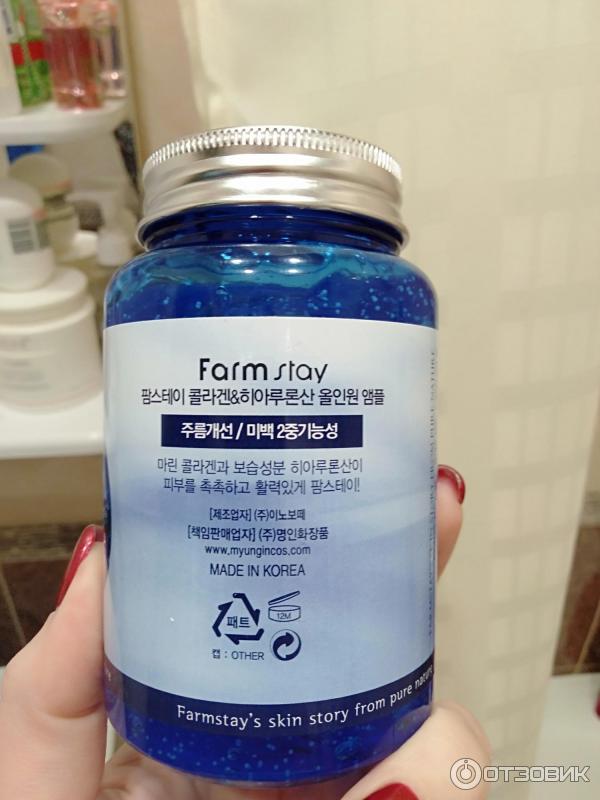 Farm stay
팜스테이 콜라겐&히아루론산 올인원 앰플
주름개선 / 미백 2중기능성
마린 콜라겐과 보습성분 히아루론산이
피부를 촉촉하고 활력있게 팜스테이!
[제조업자] (주)이노보떼
[책임판매업자] (주)명인화장품
www.myungincos.com
MADE IN KOREA
패트
12M
캡 : OTHER
Farmstay's skin story from pure nature
ОТЗОВИК